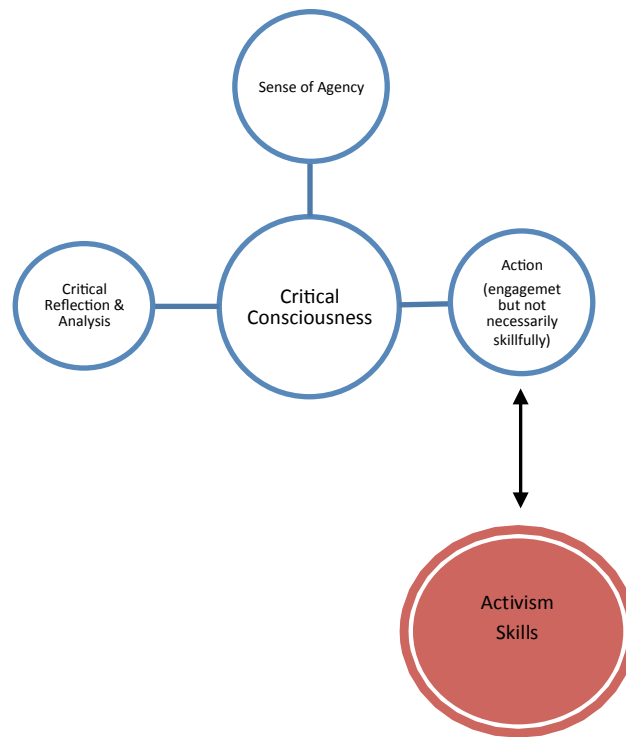 Sense of Agency
Critical
Reflection &
Analysis
Critical
Consciousness
Action
(engagemet
but not
necessarily
skillfully)
Activism
Skills